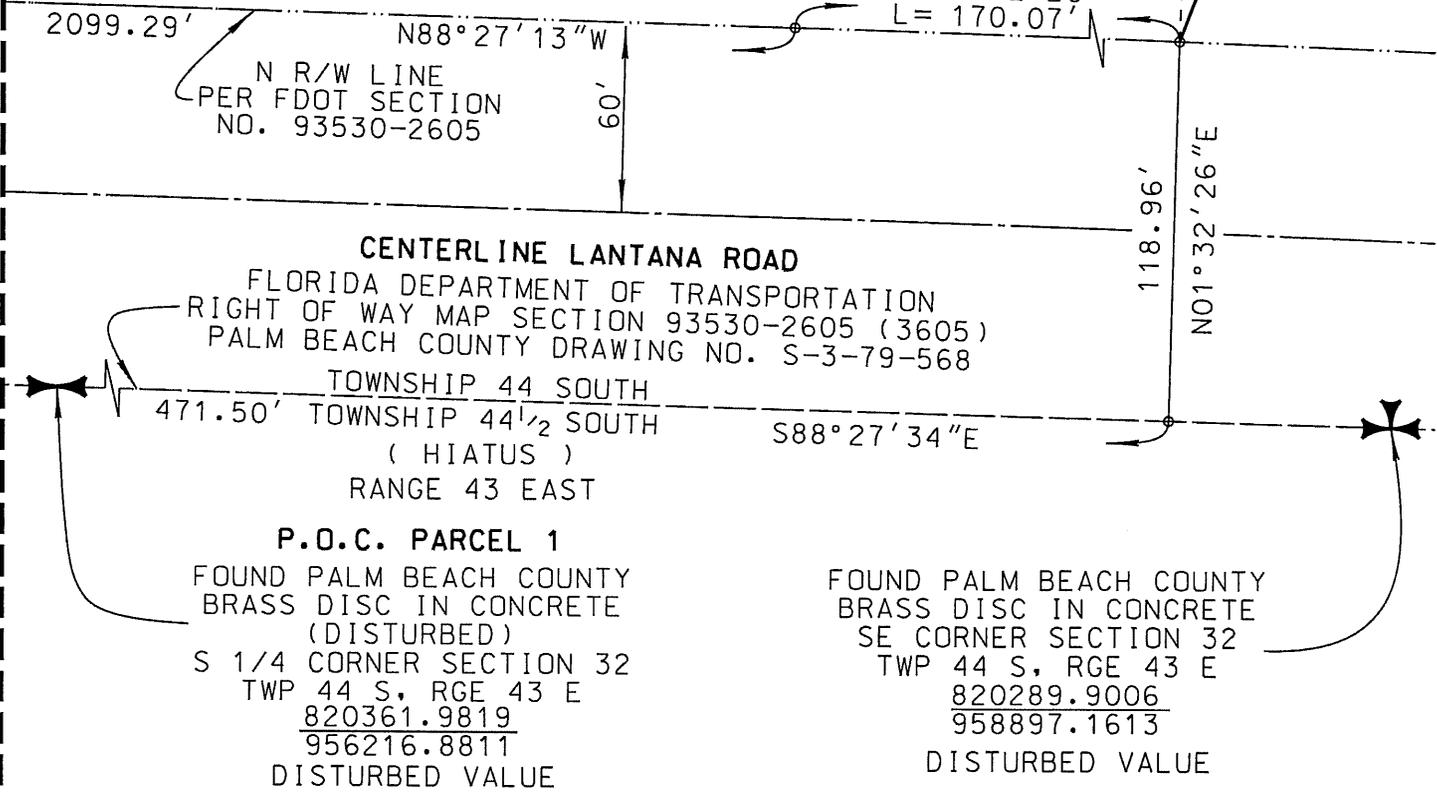 2099.29'
N88°27'13"W
L= 170.07'
N R/W LINE
PER FDOT SECTION
NO. 93530-2605
60'
118.96'
N01°32'26"E
CENTERLINE LANTANA ROAD
FLORIDA DEPARTMENT OF TRANSPORTATION
RIGHT OF WAY MAP SECTION 93530-2605 (3605)
PALM BEACH COUNTY DRAWING NO. S-3-79-568
TOWNSHIP 44 SOUTH
471.50' TOWNSHIP 44 1/2 SOUTH
( HIATUS )
RANGE 43 EAST
S88°27'34"E
P.O.C. PARCEL 1
FOUND PALM BEACH COUNTY
BRASS DISC IN CONCRETE
(DISTURBED)
S 1/4 CORNER SECTION 32
TWP 44 S, RGE 43 E
820361.9819
956216.8811
DISTURBED VALUE
FOUND PALM BEACH COUNTY
BRASS DISC IN CONCRETE
SE CORNER SECTION 32
TWP 44 S, RGE 43 E
820289.9006
958897.1613
DISTURBED VALUE